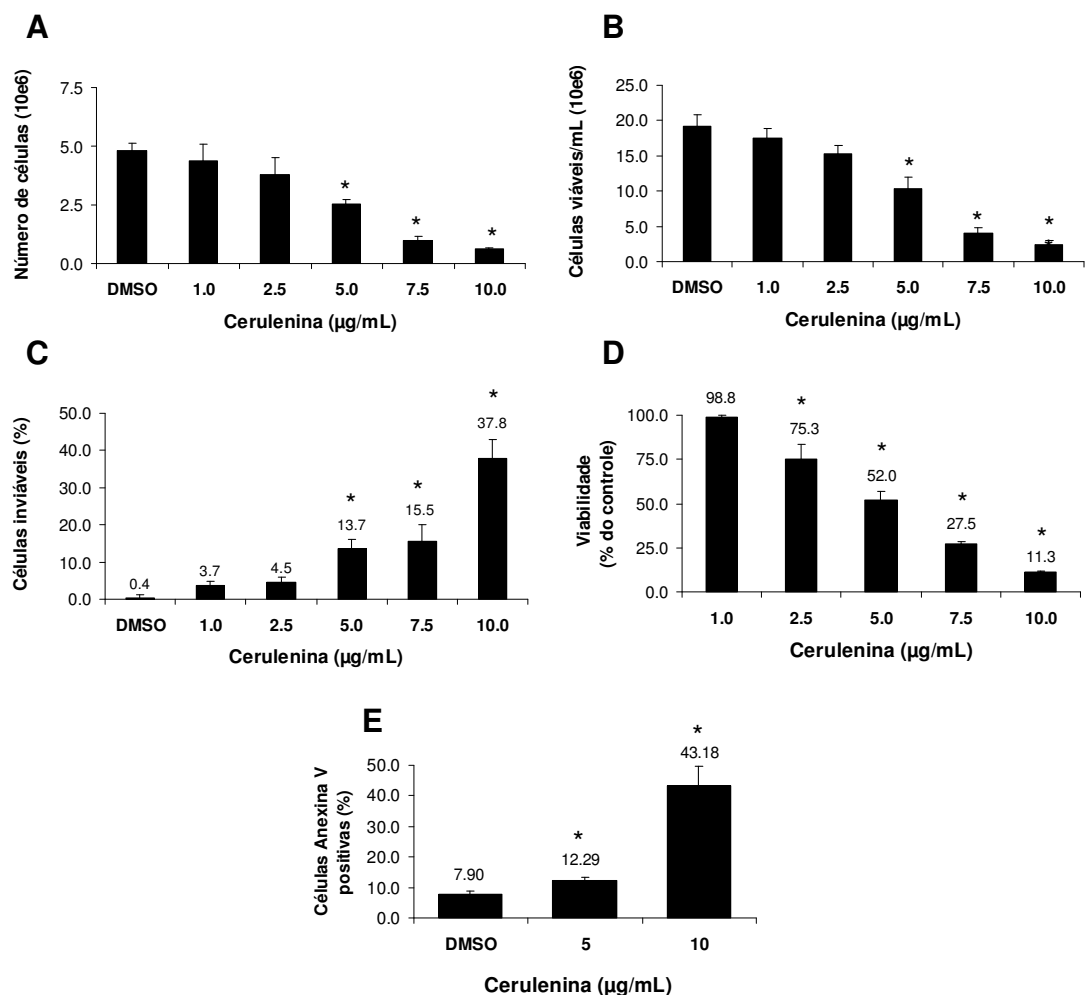 A
Número de células (10e6)
7.5
5.0
2.5
0.0
* * *
DMSO 1.0 2.5 5.0 7.5 10.0
Cerulenina (µg/mL)
B
Células viáveis/mL (10e6)
25.0
20.0
15.0
10.0
5.0
0.0
* * *
DMSO 1.0 2.5 5.0 7.5 10.0
Cerulenina (µg/mL)
C
Células inviáveis (%)
50.0
40.0
30.0
20.0
10.0
0.0
* * *
0.4 3.7 4.5 13.7 15.5 37.8
DMSO 1.0 2.5 5.0 7.5 10.0
Cerulenina (µg/mL)
D
Viabilidade
(% do controle)
100.0
75.0
50.0
25.0
0.0
* * * *
98.8 75.3 52.0 27.5 11.3
1.0 2.5 5.0 7.5 10.0
Cerulenina (µg/mL)
E
Células Anexina V
positivas (%)
50.0
40.0
30.0
20.0
10.0
0.0
* *
7.90 12.29 43.18
DMSO 5 10
Cerulenina (µg/mL)